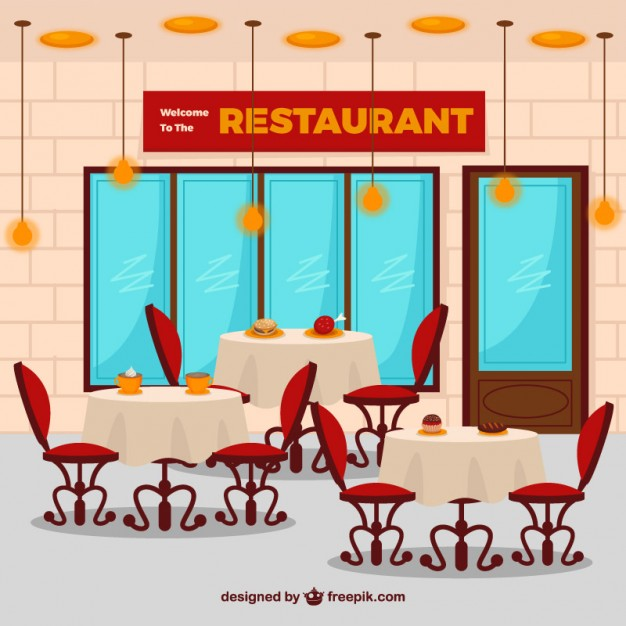 Welcome
To The
RESTAURANT
designed by freepik.com